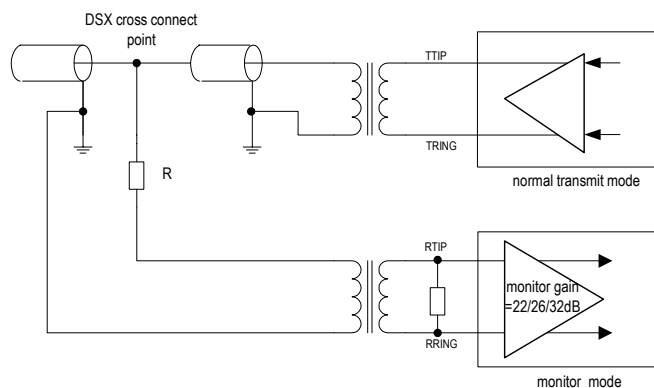 DSX cross connect
point
TTIP
TRING
normal transmit mode
R
RTIP
monitor gain
=22/26/32dB
RRING
monitor mode